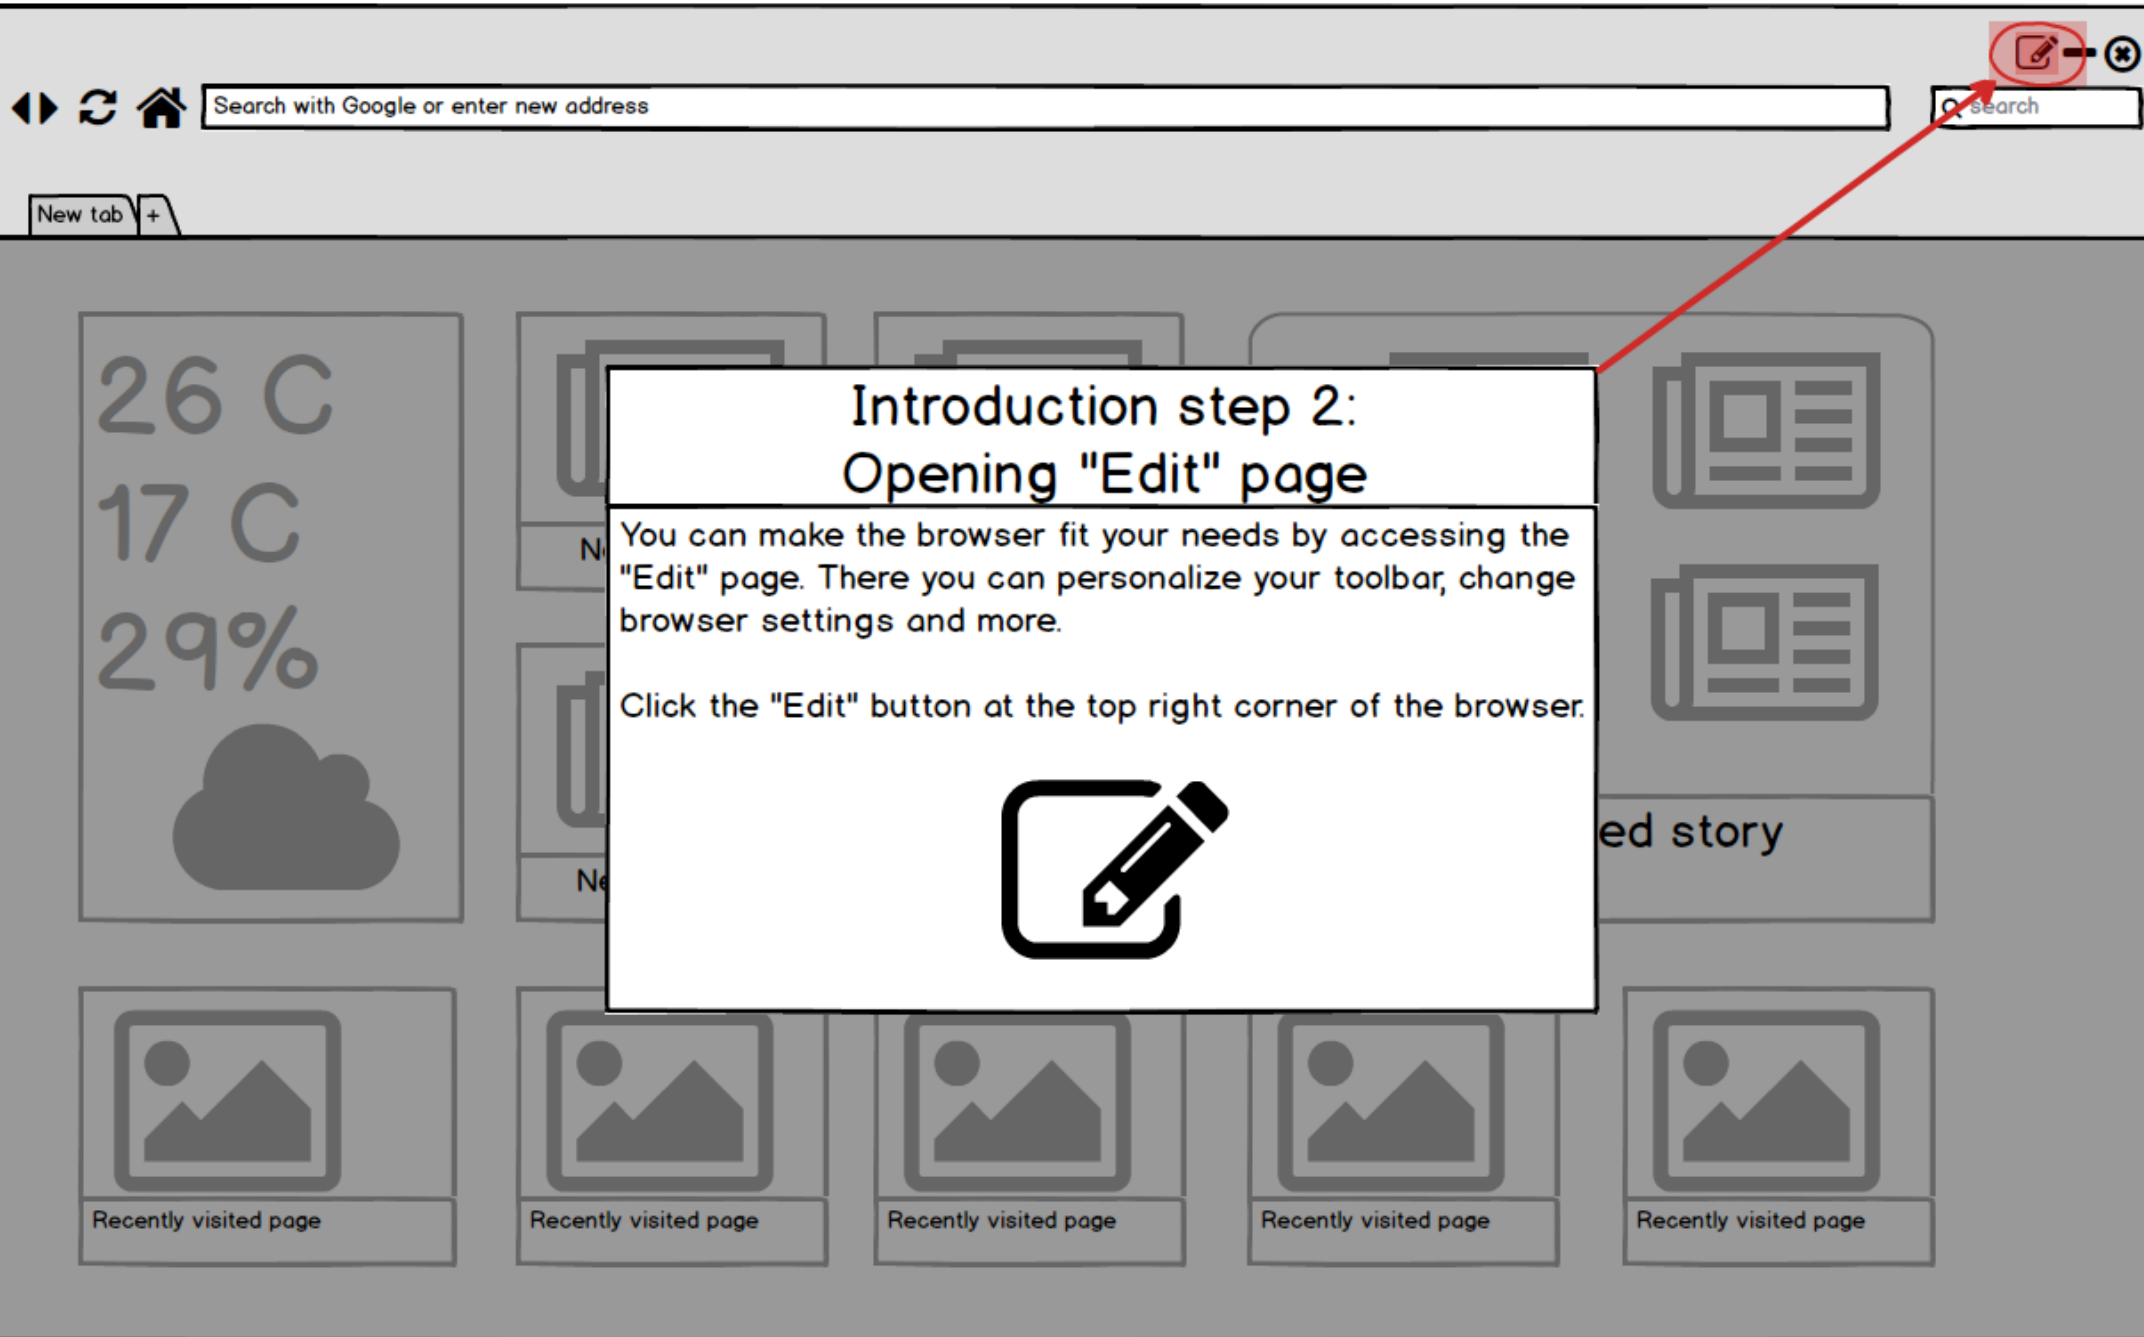 Search with Google or enter new address
search
New tab
+
26 C
17 C
29%
Introduction step 2:
Opening "Edit" page
You can make the browser fit your needs by accessing the
"Edit" page. There you can personalize your toolbar, change
browser settings and more.
Click the "Edit" button at the top right corner of the browser.
ed story
Recently visited page
Recently visited page
Recently visited page
Recently visited page
Recently visited page